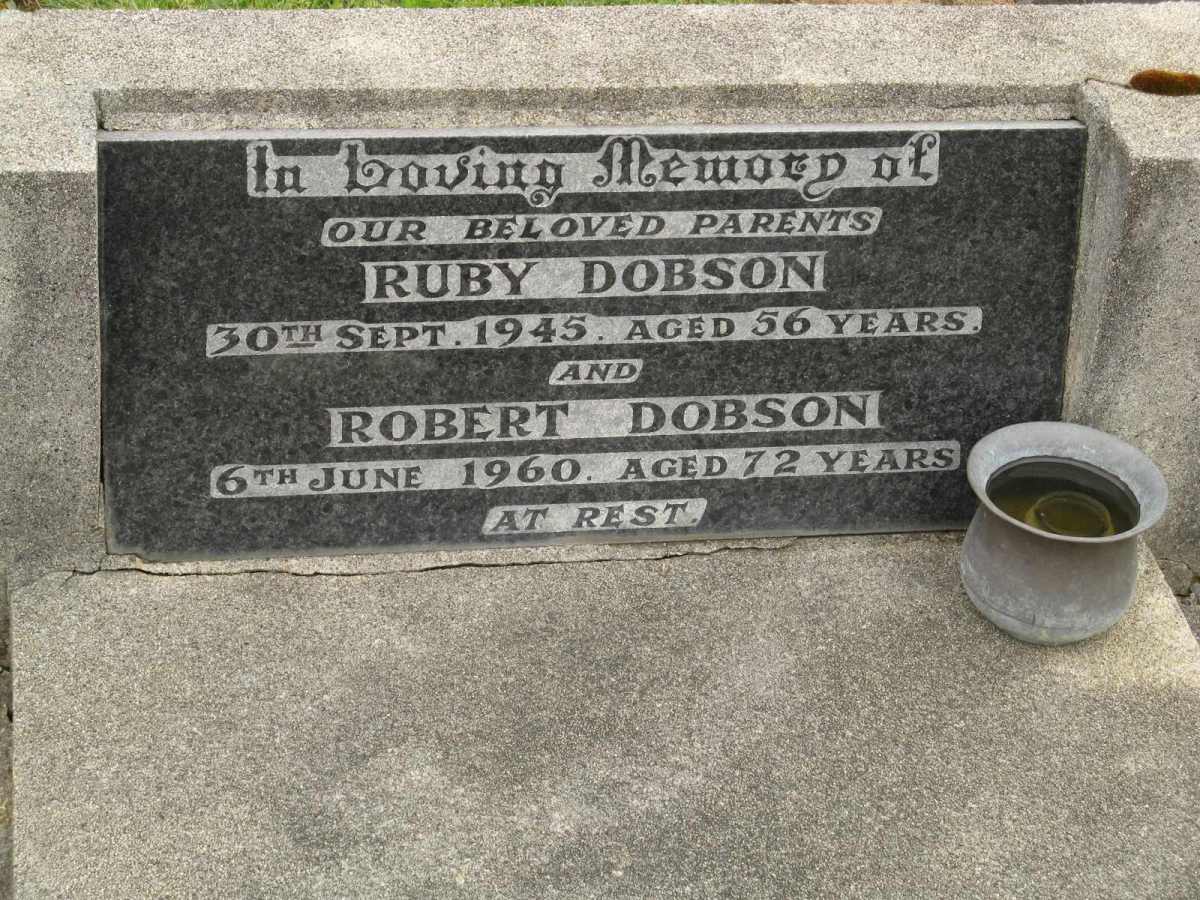 In Loving Memory of
OUR BELOVED PARENTS
RUBY DOBSON
30TH SEPT. 1945. AGED 56 YEARS.
AND
ROBERT DOBSON
6TH JUNE 1960. AGED 72 YEARS
AT REST.